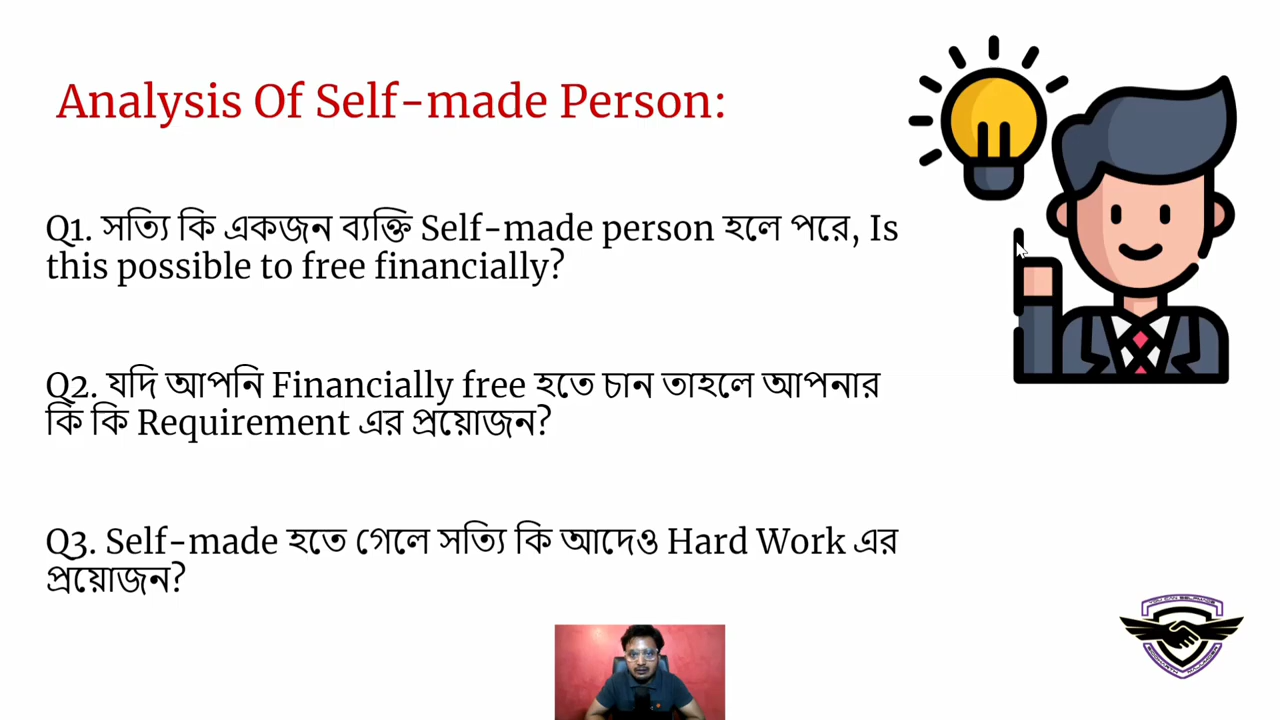 Analysis Of Self-made Person:
Q1. সত্যি কি একজন ব্যক্তি Self-made person হলে পরে, Is
this possible to free financially?
Q2. যদি আপনি Financially free হতে চান তাহলে আপনার
কি কি Requirement এর প্রয়োজন?
Q3. Self-made হতে গেলে সত্যি কি আদেও Hard Work এর
প্রয়োজন?